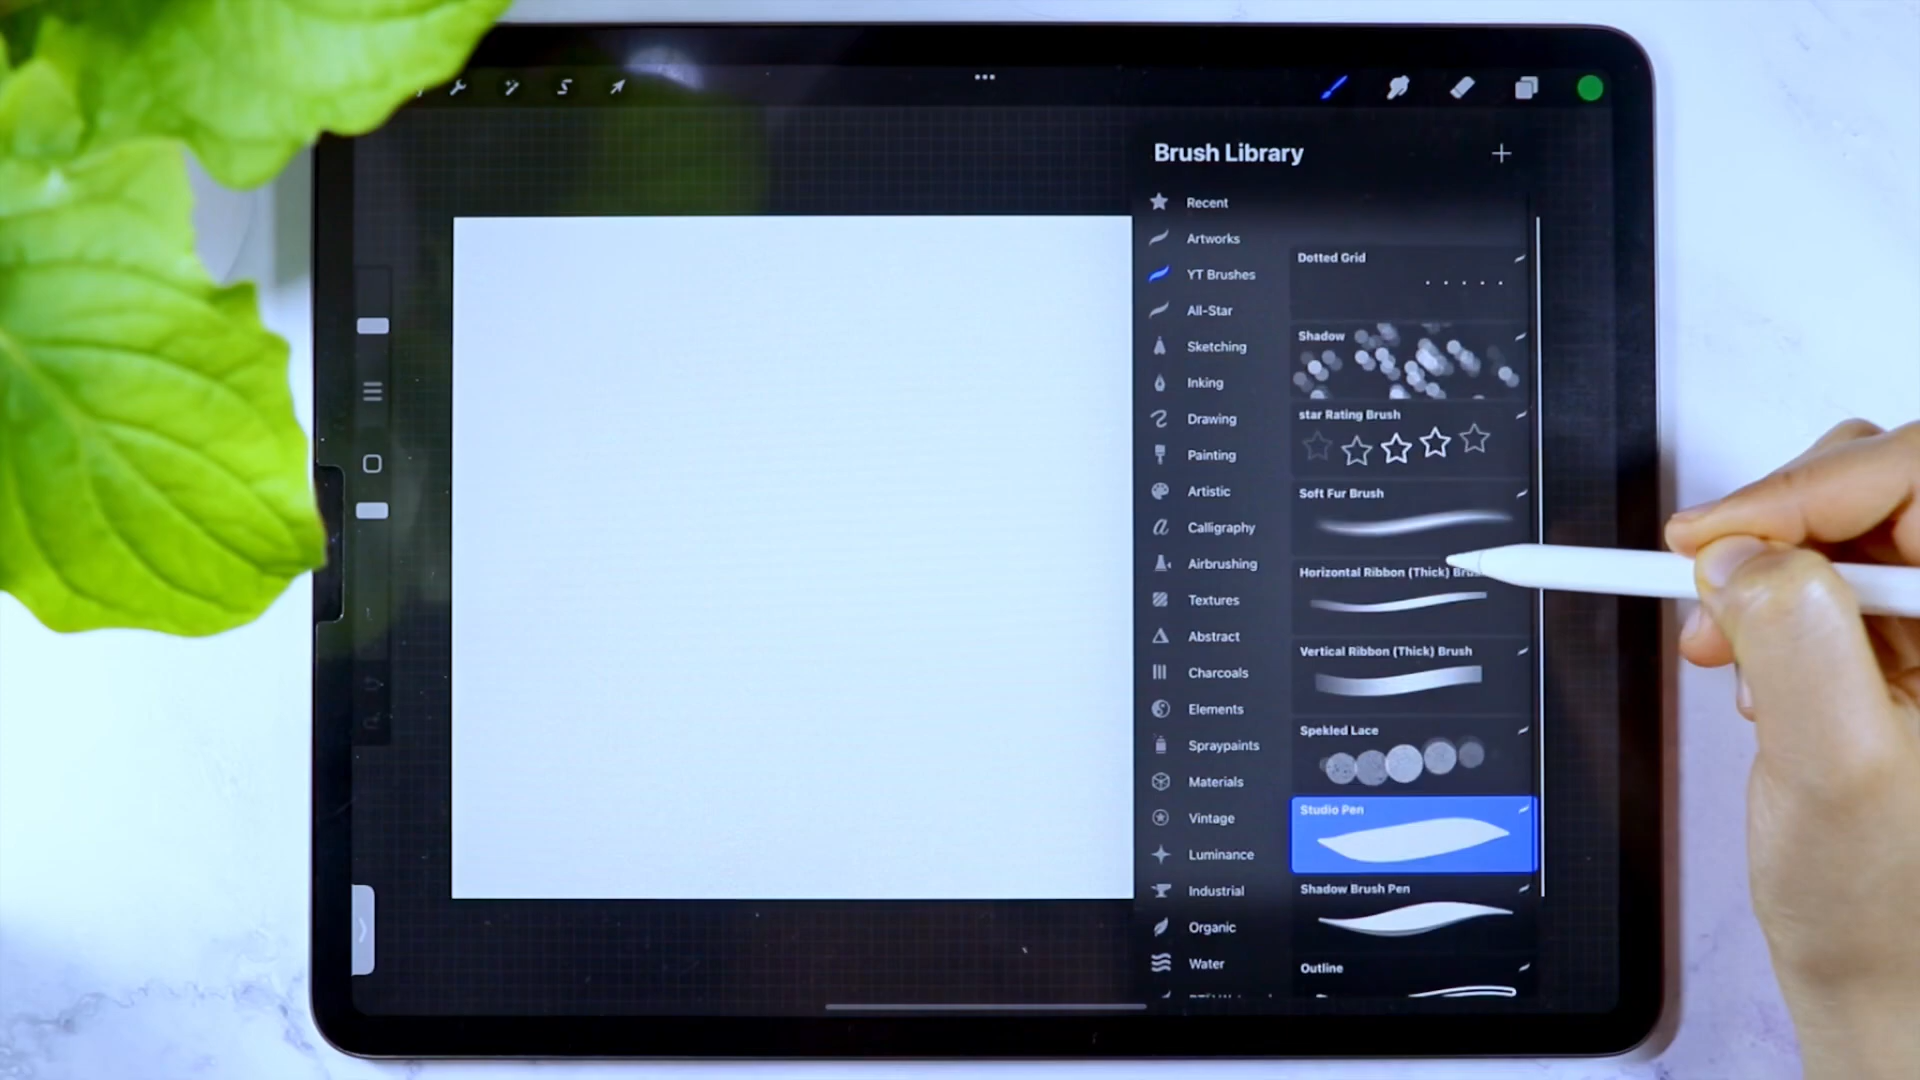 Brush Library
Recent
Artworks
YT Brushes
All-Star
Sketching
Inking
Drawing
Painting
Artistic
Calligraphy
Airbrushing
Textures
Abstract
Charcoals
Elements
Spraypaints
Materials
Vintage
Luminance
Industrial
Organic
Water
Dotted Grid
Shadow
star Rating Brush
Soft Fur Brush
Horizontal Ribbon (Thick)
Vertical Ribbon (Thick) Brush
Spekled Lace
Studio Pen
Shadow Brush Pen
Outline